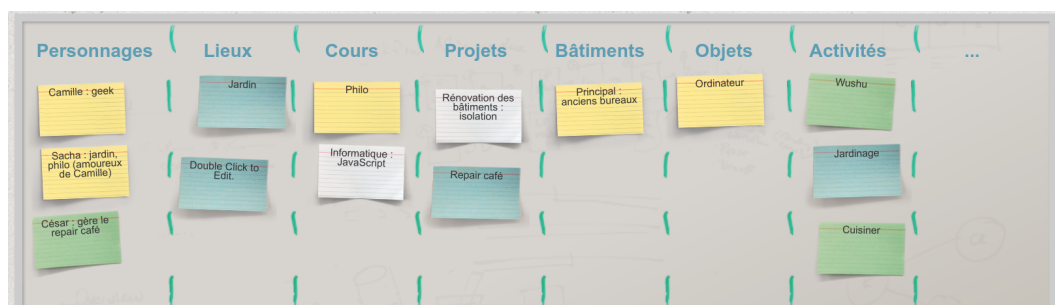 Personnages
Lieux
Cours
Projets
Bâtiments
Objets
Activités
...
Camille : geek
Sacha : jardin,
philo (amoureux
de Camille)
César : gère le
repair café
Jardin
Double Click to
Edit.
Philo
Informatique :
JavaScript
Rénovation des
bâtiments :
isolation
Repair café
Principal :
anciens bureaux
Ordinateur
Wushu
Jardinage
Cuisiner